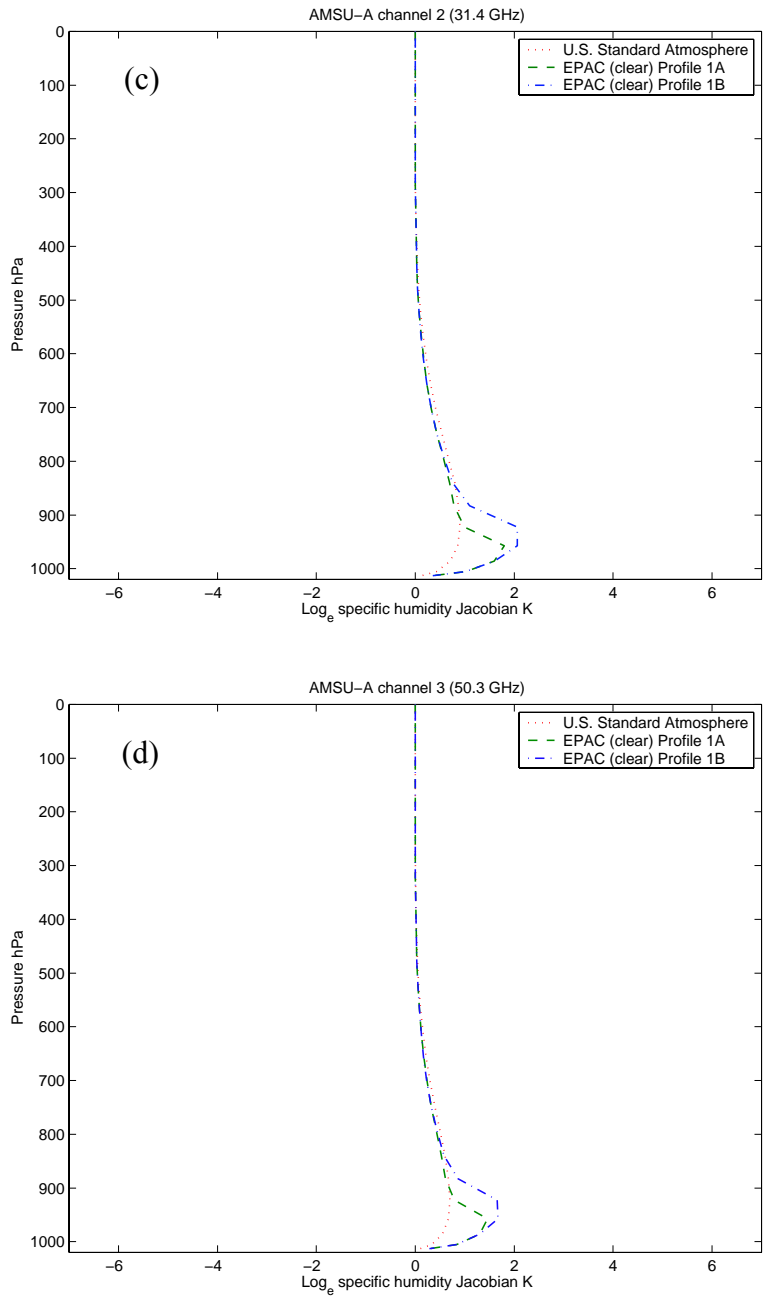 AMSU−A channel 2 (31.4 GHz)
(c)
U.S. Standard Atmosphere
EPAC (clear) Profile 1A
EPAC (clear) Profile 1B
0
100
200
300
400
500
600
700
800
900
1000
Pressure hPa
−6 −4 −2 0 2 4 6
Log_e specific humidity Jacobian K
AMSU−A channel 3 (50.3 GHz)
(d)
U.S. Standard Atmosphere
EPAC (clear) Profile 1A
EPAC (clear) Profile 1B
0
100
200
300
400
500
600
700
800
900
1000
Pressure hPa
−6 −4 −2 0 2 4 6
Log_e specific humidity Jacobian K